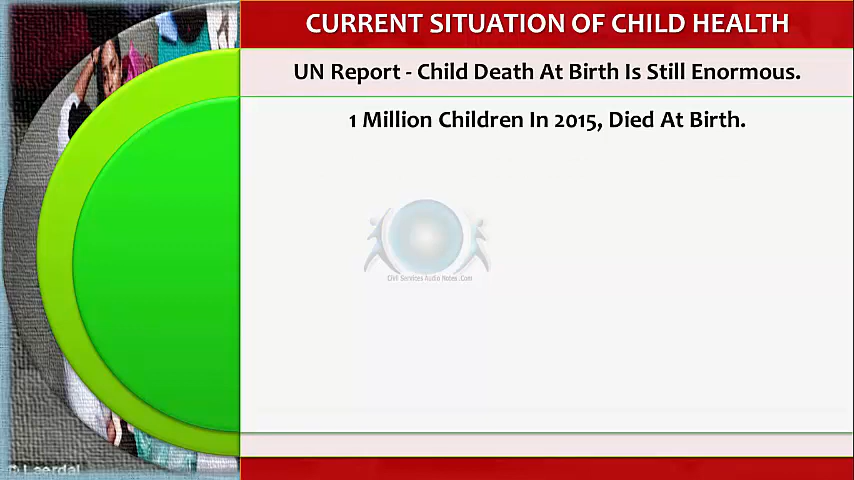 CURRENT SITUATION OF CHILD HEALTH
UN Report - Child Death At Birth Is Still Enormous.
1 Million Children In 2015, Died At Birth.
Civil Services Audio Notes .Com
Laerdal